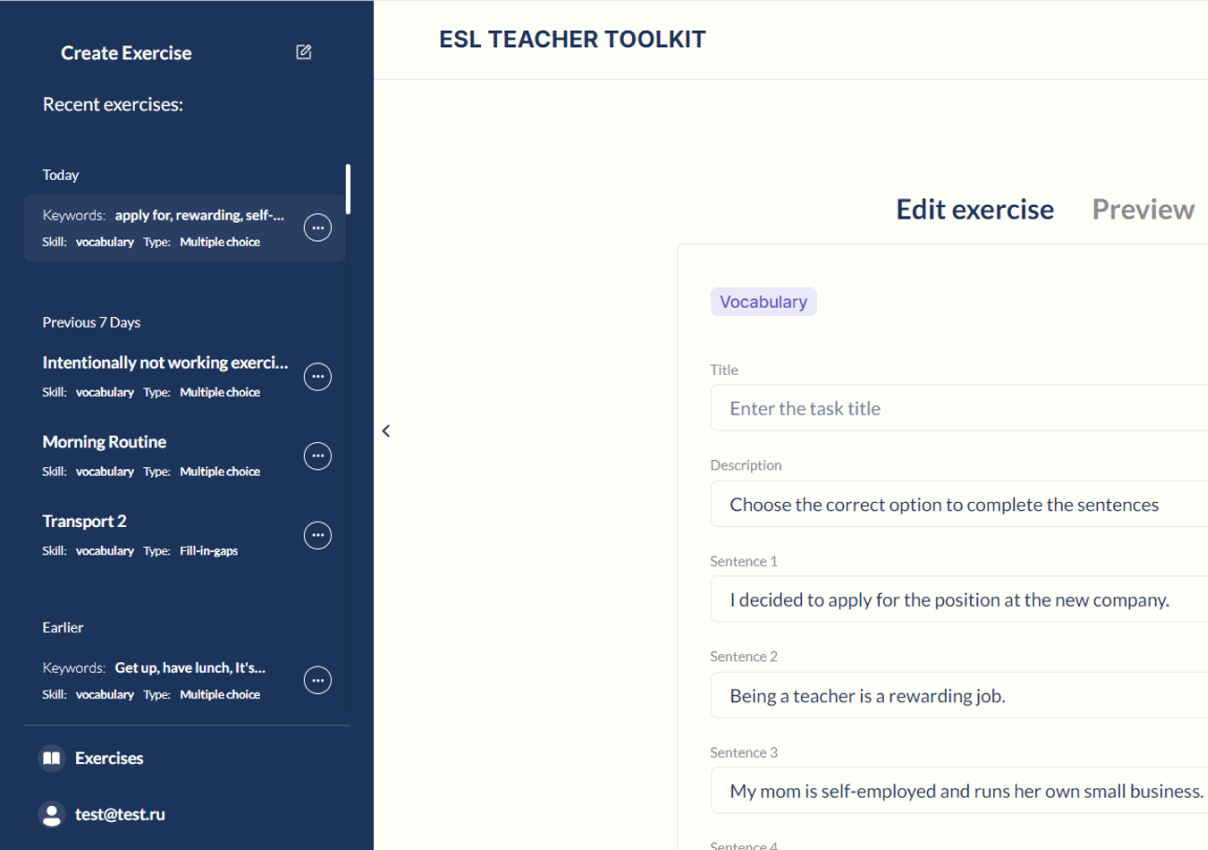 Create Exercise
Recent exercises:
Today
Keywords: apply for, rewarding, self-...
Skill: vocabulary Type: Multiple choice
Previous 7 Days
Intentionally not working exerci...
Skill: vocabulary Type: Multiple choice
Morning Routine
Skill: vocabulary Type: Multiple choice
Transport 2
Skill: vocabulary Type: Fill-in-gaps
Earlier
Keywords: Get up, have lunch, It's...
Skill: vocabulary Type: Multiple choice
Exercises
test@test.ru
ESL TEACHER TOOLKIT
Edit exercise Preview
Vocabulary
Title
Enter the task title
Description
Choose the correct option to complete the sentences
Sentence 1
I decided to apply for the position at the new company.
Sentence 2
Being a teacher is a rewarding job.
Sentence 3
My mom is self-employed and runs her own small business.
Sentence 4